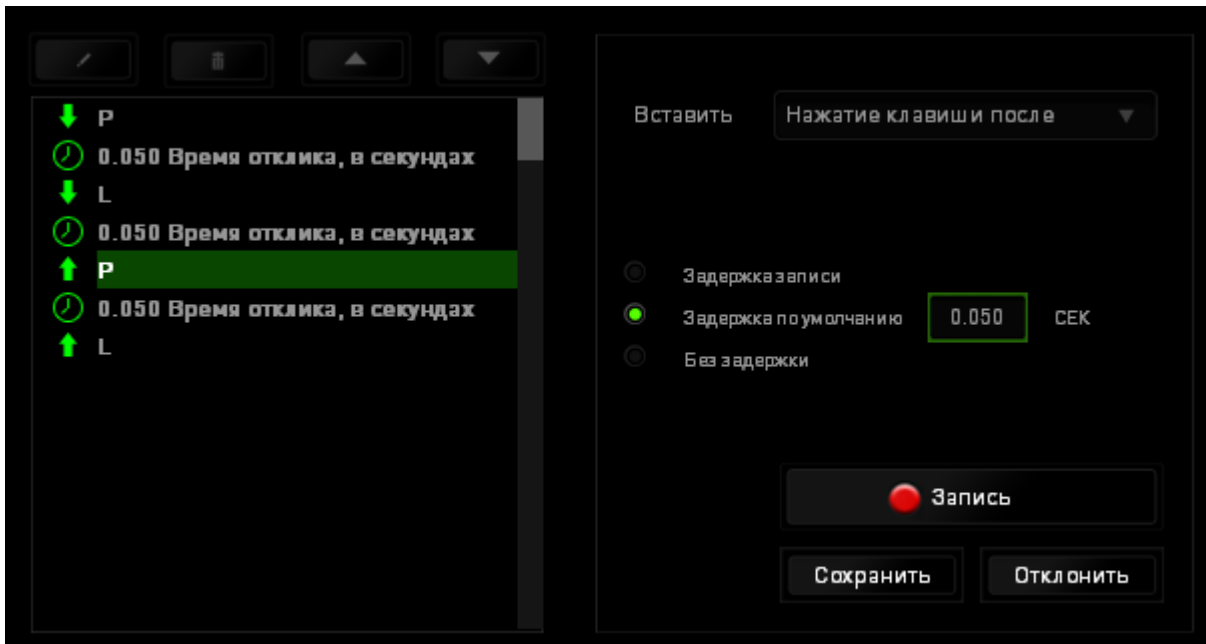 P
0.050 Время отклика, в секундах
L
0.050 Время отклика, в секундах
P
0.050 Время отклика, в секундах
L
Вставить Нажатие клавиши после
Задержка записи
Задержка по умолчанию 0.050 СЕК
Без задержки
Запись
Сохранить Отклонить